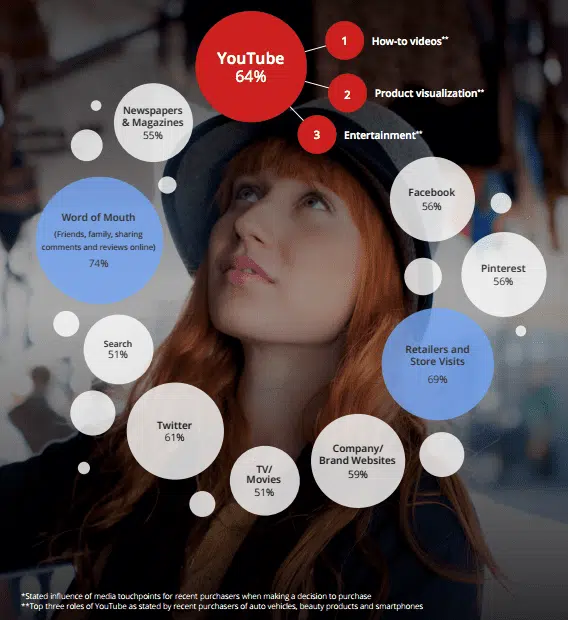 YouTube
64%
1
How-to videos**
2
Product visualization**
3
Entertainment**
Newspapers
& Magazines
55%
Facebook
56%
Word of Mouth
(Friends, family, sharing
comments and reviews online)
74%
Pinterest
56%
Search
51%
Retailers and
Store Visits
69%
Twitter
61%
Company/
Brand Websites
59%
TV/
Movies
51%
*Stated influence of media touchpoints for recent purchasers when making a decision to purchase
**Top three roles of YouTube as stated by recent purchasers of auto vehicles, beauty products and smartphones